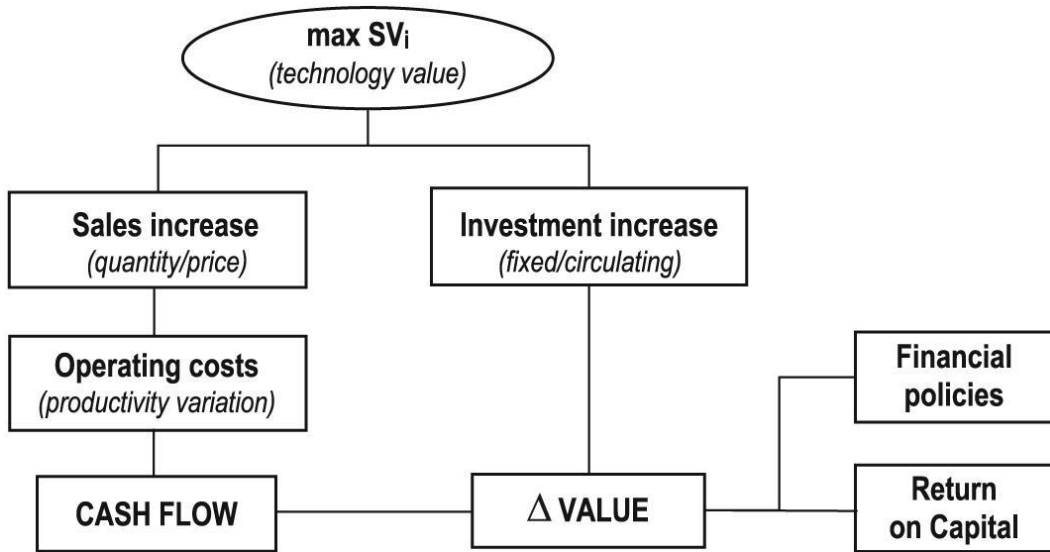 max SVi
(technology value)
Sales increase
(quantity/price)
Investment increase
(fixed/circulating)
Operating costs
(productivity variation)
Financial
policies
CASH FLOW
Δ VALUE
Return
on Capital